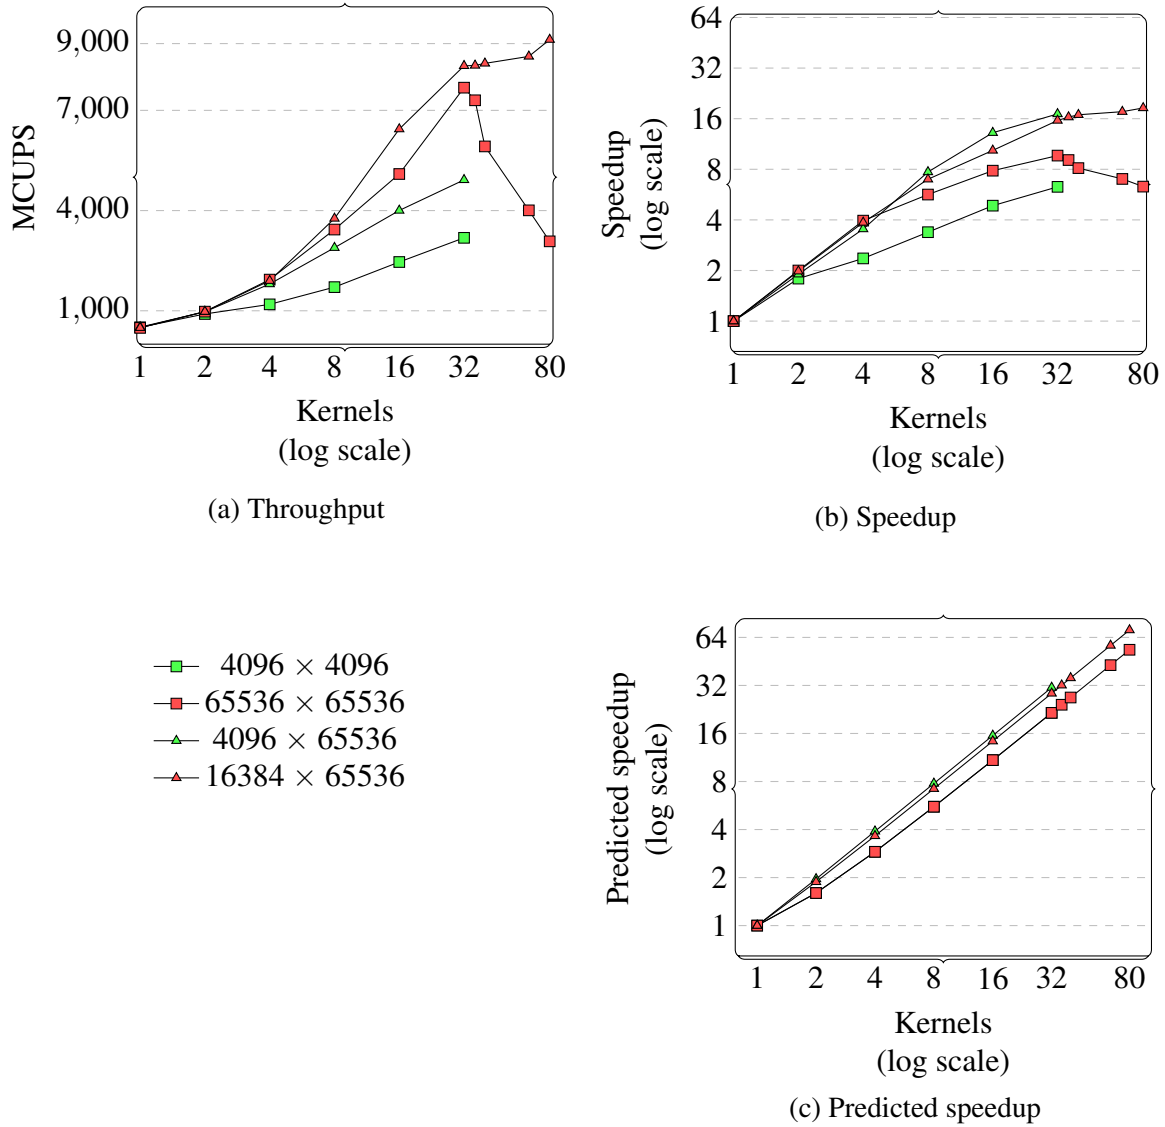 9,000
7,000
4,000
1,000
MCUPS
1 2 4 8 16 32 80
Kernels
(log scale)
(a) Throughput
64
32
16
8
4
2
1
Speedup
(log scale)
1 2 4 8 16 32 80
Kernels
(log scale)
(b) Speedup
4096 × 4096
65536 × 65536
4096 × 65536
16384 × 65536
64
32
16
8
4
2
1
Predicted speedup
(log scale)
1 2 4 8 16 32 80
Kernels
(log scale)
(c) Predicted speedup